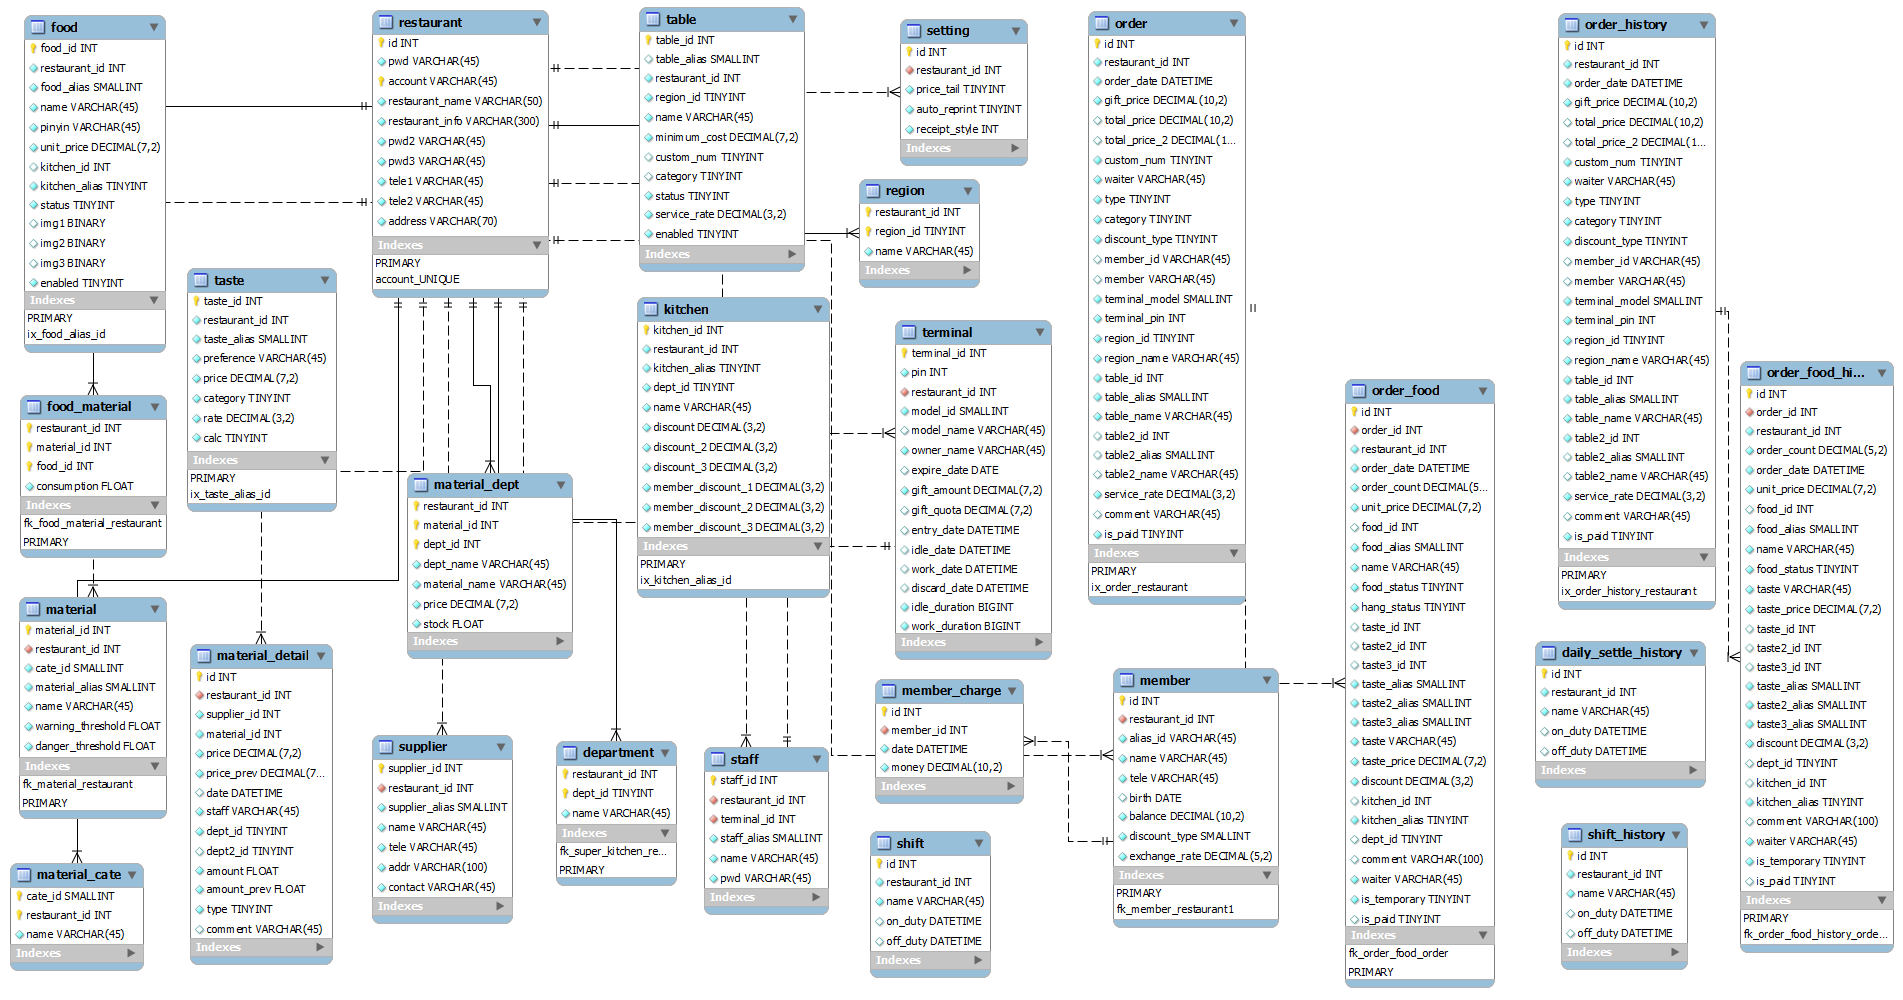 food
food_id INT
restaurant_id INT
food_alias SMALLINT
name VARCHAR(45)
pinyin VARCHAR(45)
unit_price DECIMAL(7,2)
kitchen_id INT
kitchen_alias TINYINT
status TINYINT
img1 BINARY
img2 BINARY
img3 BINARY
enabled TINYINT
Indexes
PRIMARY
ix_food_alias_id
restaurant
id INT
pwd VARCHAR(45)
account VARCHAR(45)
restaurant_name VARCHAR(50)
restaurant_info VARCHAR(300)
pwd2 VARCHAR(45)
pwd3 VARCHAR(45)
tele1 VARCHAR(45)
tele2 VARCHAR(45)
address VARCHAR(70)
Indexes
PRIMARY
account_UNIQUE
table
table_id INT
table_alias SMALLINT
restaurant_id INT
region_id TINYINT
name VARCHAR(45)
minimum_cost DECIMAL(7,2)
custom_num TINYINT
category TINYINT
status TINYINT
service_rate DECIMAL(3,2)
enabled TINYINT
Indexes
setting
id INT
restaurant_id INT
price_tail TINYINT
auto_reprint TINYINT
receipt_style INT
Indexes
region
restaurant_id INT
region_id TINYINT
name VARCHAR(45)
Indexes
order
id INT
restaurant_id INT
order_date DATETIME
gift_price DECIMAL(10,2)
total_price DECIMAL(10,2)
total_price_2 DECIMAL(1...
custom_num TINYINT
waiter VARCHAR(45)
type TINYINT
category TINYINT
discount_type TINYINT
member_id VARCHAR(45)
member VARCHAR(45)
terminal_model SMALLINT
terminal_pin INT
region_id TINYINT
region_name VARCHAR(45)
table_id INT
table_alias SMALLINT
table_name VARCHAR(45)
table2_id INT
table2_alias SMALLINT
table2_name VARCHAR(45)
service_rate DECIMAL(3,2)
comment VARCHAR(45)
is_paid TINYINT
Indexes
PRIMARY
ix_order_restaurant
order_history
id INT
restaurant_id INT
order_date DATETIME
gift_price DECIMAL(10,2)
total_price DECIMAL(10,2)
total_price_2 DECIMAL(1...
custom_num TINYINT
waiter VARCHAR(45)
type TINYINT
category TINYINT
discount_type TINYINT
member_id VARCHAR(45)
member VARCHAR(45)
terminal_model SMALLINT
terminal_pin INT
region_id TINYINT
region_name VARCHAR(45)
table_id INT
table_alias SMALLINT
table_name VARCHAR(45)
table2_id INT
table2_alias SMALLINT
table2_name VARCHAR(45)
service_rate DECIMAL(3,2)
comment VARCHAR(45)
is_paid TINYINT
Indexes
PRIMARY
ix_order_history_restaurant
taste
taste_id INT
restaurant_id INT
taste_alias SMALLINT
preference VARCHAR(45)
price DECIMAL(7,2)
category TINYINT
rate DECIMAL(3,2)
calc TINYINT
Indexes
PRIMARY
ix_taste_alias_id
kitchen
kitchen_id INT
restaurant_id INT
kitchen_alias TINYINT
dept_id TINYINT
name VARCHAR(45)
discount DECIMAL(3,2)
discount_2 DECIMAL(3,2)
discount_3 DECIMAL(3,2)
member_discount_1 DECIMAL(3,2)
member_discount_2 DECIMAL(3,2)
member_discount_3 DECIMAL(3,2)
Indexes
PRIMARY
ix_kitchen_alias_id
terminal
terminal_id INT
pin INT
restaurant_id INT
model_id SMALLINT
model_name VARCHAR(45)
owner_name VARCHAR(45)
expire_date DATE
gift_amount DECIMAL(7,2)
gift_quota DECIMAL(7,2)
entry_date DATETIME
idle_date DATETIME
work_date DATETIME
discard_date DATETIME
idle_duration BIGINT
work_duration BIGINT
Indexes
order_food
id INT
order_id INT
restaurant_id INT
order_date DATETIME
order_count DECIMAL(5...
unit_price DECIMAL(7,2)
food_id INT
food_alias SMALLINT
name VARCHAR(45)
food_status TINYINT
hang_status TINYINT
taste_id INT
taste2_id INT
taste3_id INT
taste_alias SMALLINT
taste2_alias SMALLINT
taste3_alias SMALLINT
taste VARCHAR(45)
taste_price DECIMAL(7,2)
discount DECIMAL(3,2)
kitchen_id INT
kitchen_alias TINYINT
dept_id TINYINT
comment VARCHAR(100)
waiter VARCHAR(45)
is_temporary TINYINT
is_paid TINYINT
Indexes
fk_order_food_order
PRIMARY
order_food_hi...
id INT
order_id INT
restaurant_id INT
order_count DECIMAL(5,2)
order_date DATETIME
unit_price DECIMAL(7,2)
food_id INT
food_alias SMALLINT
name VARCHAR(45)
food_status TINYINT
taste VARCHAR(45)
taste_price DECIMAL(7,2)
taste_id INT
taste2_id INT
taste3_id INT
taste_alias SMALLINT
taste2_alias SMALLINT
taste3_alias SMALLINT
discount DECIMAL(3,2)
dept_id TINYINT
kitchen_id INT
kitchen_alias TINYINT
comment VARCHAR(100)
waiter VARCHAR(45)
is_temporary TINYINT
is_paid TINYINT
Indexes
PRIMARY
fk_order_food_history_orde...
food_material
restaurant_id INT
material_id INT
food_id INT
consumption FLOAT
Indexes
fk_food_material_restaurant
PRIMARY
material_dept
restaurant_id INT
material_id INT
dept_id INT
dept_name VARCHAR(45)
material_name VARCHAR(45)
price DECIMAL(7,2)
stock FLOAT
Indexes
material
material_id INT
restaurant_id INT
cate_id SMALLINT
material_alias SMALLINT
name VARCHAR(45)
warning_threshold FLOAT
danger_threshold FLOAT
Indexes
fk_material_restaurant
PRIMARY
material_detail
id INT
restaurant_id INT
supplier_id INT
material_id INT
price DECIMAL(7,2)
price_prev DECIMAL(7...
date DATETIME
staff VARCHAR(45)
dept_id TINYINT
dept2_id TINYINT
amount FLOAT
amount_prev FLOAT
type TINYINT
comment VARCHAR(45)
Indexes
supplier
supplier_id INT
restaurant_id INT
supplier_alias SMALLINT
name VARCHAR(45)
tele VARCHAR(45)
addr VARCHAR(100)
contact VARCHAR(45)
Indexes
department
restaurant_id INT
dept_id TINYINT
name VARCHAR(45)
Indexes
fk_super_kitchen_re...
PRIMARY
staff
staff_id INT
restaurant_id INT
terminal_id INT
staff_alias SMALLINT
name VARCHAR(45)
pwd VARCHAR(45)
Indexes
member_charge
id INT
member_id INT
date DATETIME
money DECIMAL(10,2)
Indexes
member
id INT
restaurant_id INT
alias_id VARCHAR(45)
name VARCHAR(45)
tele VARCHAR(45)
birth DATE
balance DECIMAL(10,2)
discount_type SMALLINT
exchange_rate DECIMAL(5,2)
Indexes
PRIMARY
fk_member_restaurant1
daily_settle_history
id INT
restaurant_id INT
name VARCHAR(45)
on_duty DATETIME
off_duty DATETIME
Indexes
material_cate
cate_id SMALLINT
restaurant_id INT
name VARCHAR(45)
Indexes
shift
id INT
restaurant_id INT
name VARCHAR(45)
on_duty DATETIME
off_duty DATETIME
Indexes
shift_history
id INT
restaurant_id INT
name VARCHAR(45)
on_duty DATETIME
off_duty DATETIME
Indexes